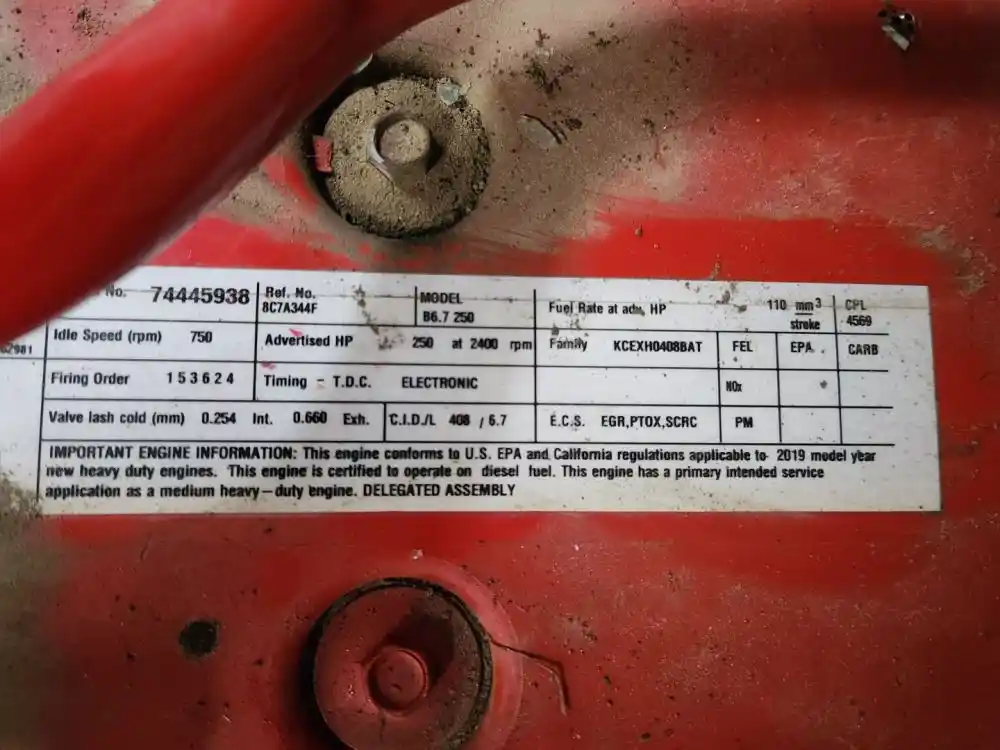 No. 74445938
Ref. No.
8C7A344F
MODEL
B6.7 250
Fuel Rate at adv, HP 110 mm3
stroke
CPL
4569
Idle Speed (rpm) 750
Advertised HP 250 at 2400 rpm
Family KCEXH0408BAT
FEL
EPA
CARB
Firing Order 1 5 3 6 2 4
Timing - T.D.C. ELECTRONIC
NOx
Valve lash cold (mm) 0.254 Int. 0.660 Exh.
C.I.D./L 408 / 6.7
E.C.S. EGR,PTOX,SCRC
PM
IMPORTANT ENGINE INFORMATION: This engine conforms to U.S. EPA and California regulations applicable to 2019 model year
new heavy duty engines. This engine is certified to operate on diesel fuel. This engine has a primary intended service
application as a medium heavy-duty engine. DELEGATED ASSEMBLY